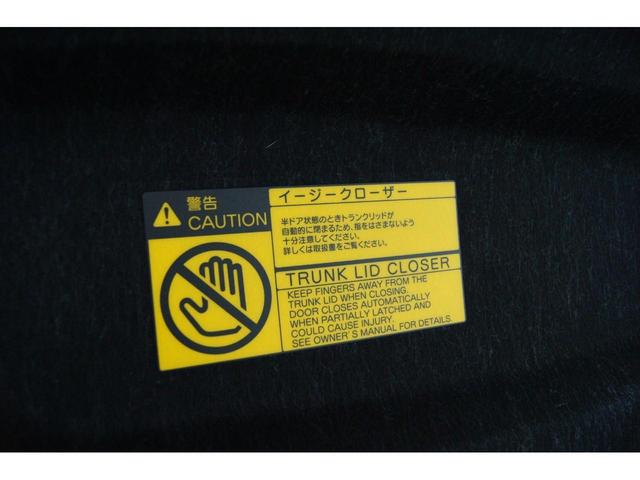 警告
CAUTION
イージークローザー
半ドア状態のときトランクリッドが
自動的に閉まるため、指をはさまないよう
十分注意してください。
詳しくは取扱書をご覧ください。
TRUNK LID CLOSER
KEEP FINGERS AWAY FROM THE
TRUNK LID WHEN CLOSING.
DOOR CLOSES AUTOMATICALLY
WHEN PARTIALLY LATCHED AND
COULD CAUSE INJURY.
SEE OWNER'S MANUAL FOR DETAILS.